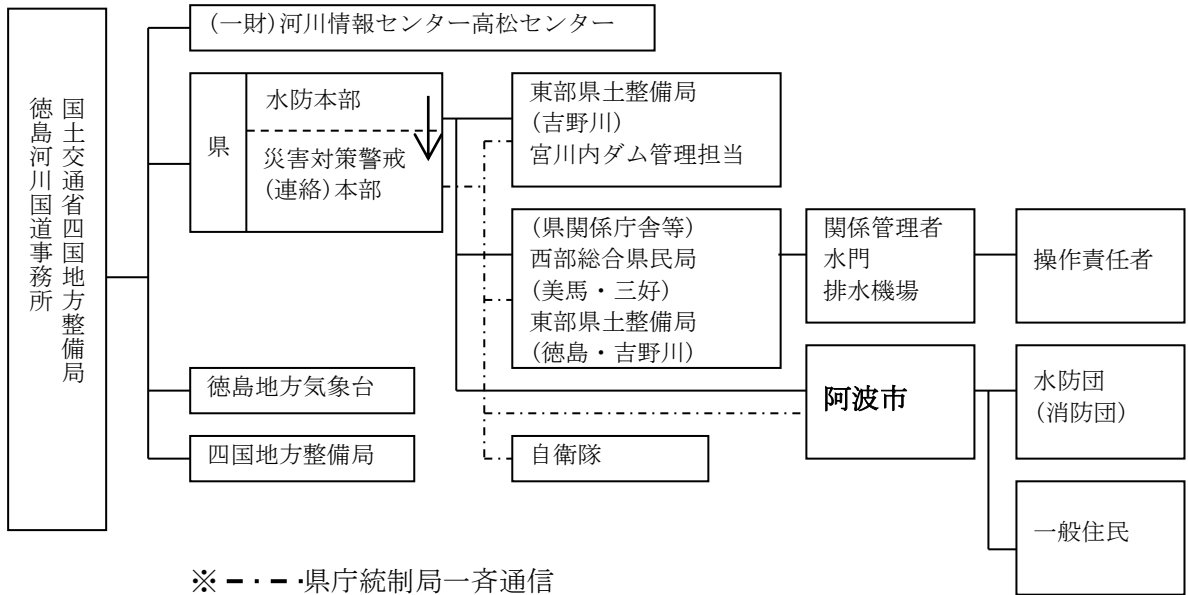 国土交通省四国地方整備局
徳島河川国道事務所
(一財)河川情報センター高松センター
県
水防本部
災害対策警戒
(連絡)本部
徳島地方気象台
四国地方整備局
東部県土整備局
(吉野川)
宮川内ダム管理担当
(県関係庁舎等)
西部総合県民局
(美馬・三好)
東部県土整備局
(徳島・吉野川)
自衛隊
関係管理者
水門
排水機場
阿波市
操作責任者
水防団
(消防団)
一般住民
※ ー・ー・県庁統制局一斉通信